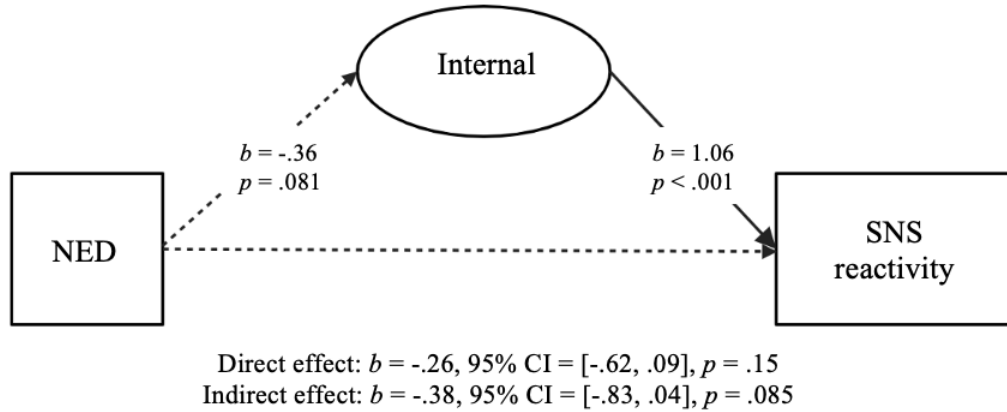 Internal
b = -.36
p = .081
b = 1.06
p < .001
NED
SNS
reactivity
Direct effect: b = -.26, 95% CI = [-.62, .09], p = .15
Indirect effect: b = -.38, 95% CI = [-.83, .04], p = .085